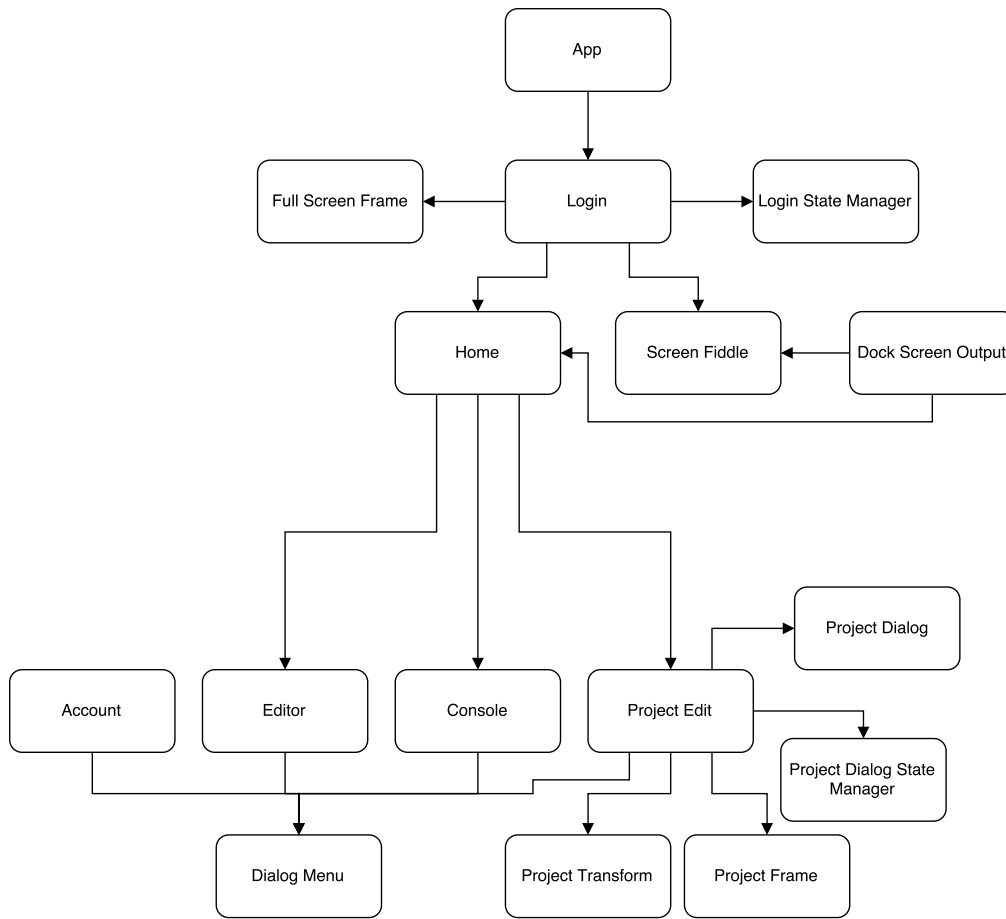 App
Full Screen Frame
Login
Login State Manager
Home
Screen Fiddle
Dock Screen Output
Project Dialog
Account
Editor
Console
Project Edit
Project Dialog State
Manager
Dialog Menu
Project Transform
Project Frame